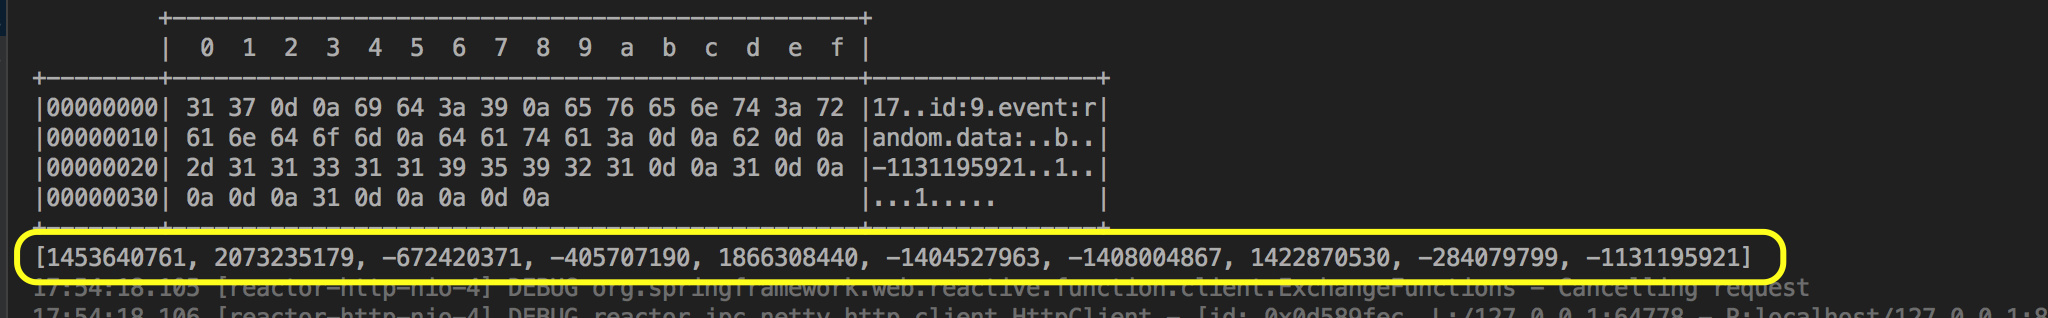 +-------------------------------------------------+
|  0  1  2  3  4  5  6  7  8  9  a  b  c  d  e  f |
+--------+-------------------------------------------------+----------------+
|00000000| 31 37 0d 0a 69 64 3a 39 0a 65 76 65 6e 74 3a 72 |17..id:9.event:r|
|00000010| 61 6e 64 6f 6d 0a 64 61 74 61 3a 0d 0a 62 0d 0a |andom.data:..b..|
|00000020| 2d 31 31 33 31 31 39 35 39 32 31 0d 0a 31 0d 0a |-1131195921..1..|
|00000030| 0a 0d 0a 31 0d 0a 0a 0d 0a |...1..... |
+--------+-------------------------------------------------+----------------+
[1453640761, 2073235179, -672420371, -405707190, 1866308440, -1404527963, -1408004867, 1422870530, -284079799, -1131195921]
17:54:18.105 [reactor-http-nio-4] DEBUG org.springframework.web.reactive.function.client.ExchangeFunctions - Cancelling request
17:54:18.106 [reactor-http-nio-4] DEBUG reactor.ipc.netty.http.client.HttpClient - [id: 0x0d589fec, L:/127.0.0.1:64778 - R:localhost/127.0.0.1:8